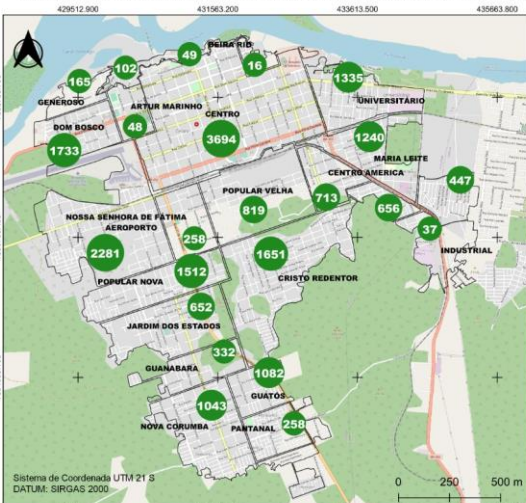 429512.900 431563.200 433613.500 435663.800
BEIRA RIO
49
16
102
165
1335
GENEROSO
ARTUR MARINHO
UNIVERSITÁRIO
CENTRO
DOM BOSCO
48
3694
1240
1733
MARIA LEITE
CENTRO AMERICA
447
POPULAR VELHA
713
656
819
NOSSA SENHORA DE FÁTIMA
AEROPORTO
37
258
2281
1651
INDUSTRIAL
1512
CRISTO REDENTOR
POPULAR NOVA
652
JARDIM DOS ESTADOS
332
GUANABARA
1082
GUATÓS
1043
258
NOVA CORUMBA
PANTANAL
Sistema de Coordenada UTM 21 S
DATUM: SIRGAS 2000
0 250 500 m